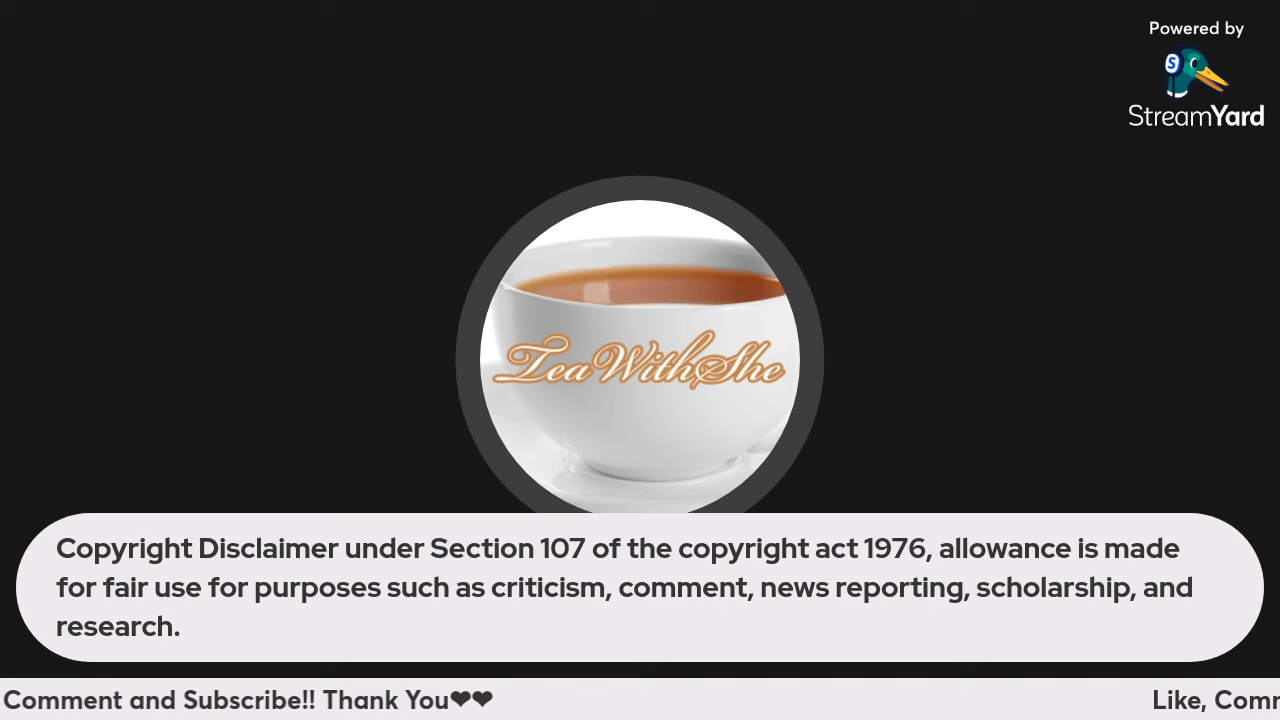 Powered by
StreamYard
TeaWithShe
Copyright Disclaimer under Section 107 of the copyright act 1976, allowance is made
for fair use for purposes such as criticism, comment, news reporting, scholarship, and
research.
Comment and Subscribe!! Thank You❤❤
Like,